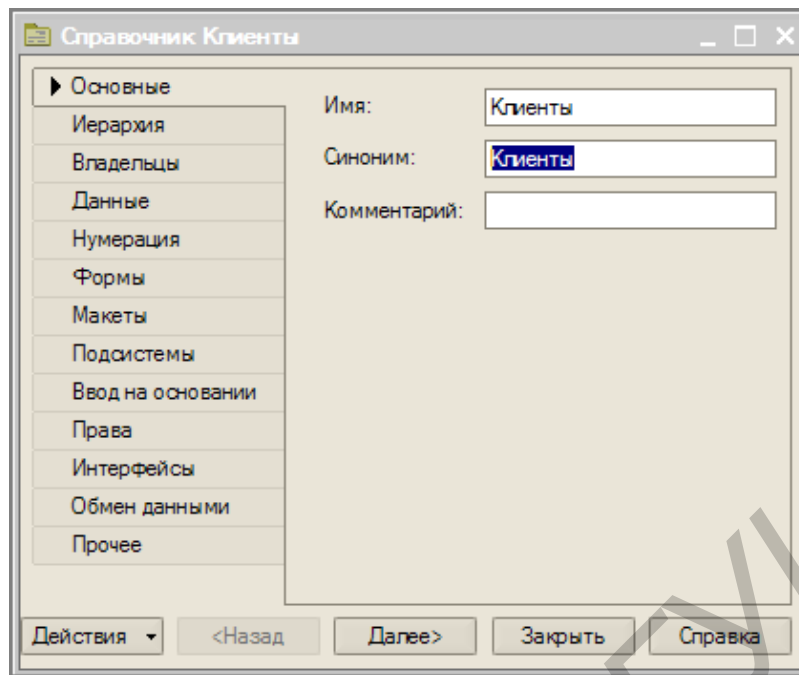 Справочник Клиенты
Основные
Иерархия
Владельцы
Данные
Нумерация
Формы
Макеты
Подсистемы
Ввод на основании
Права
Интерфейсы
Обмен данными
Прочее
Имя: Клиенты
Синоним: Клиенты
Комментарий:
Действия <Назад Далее> Закрыть Справка